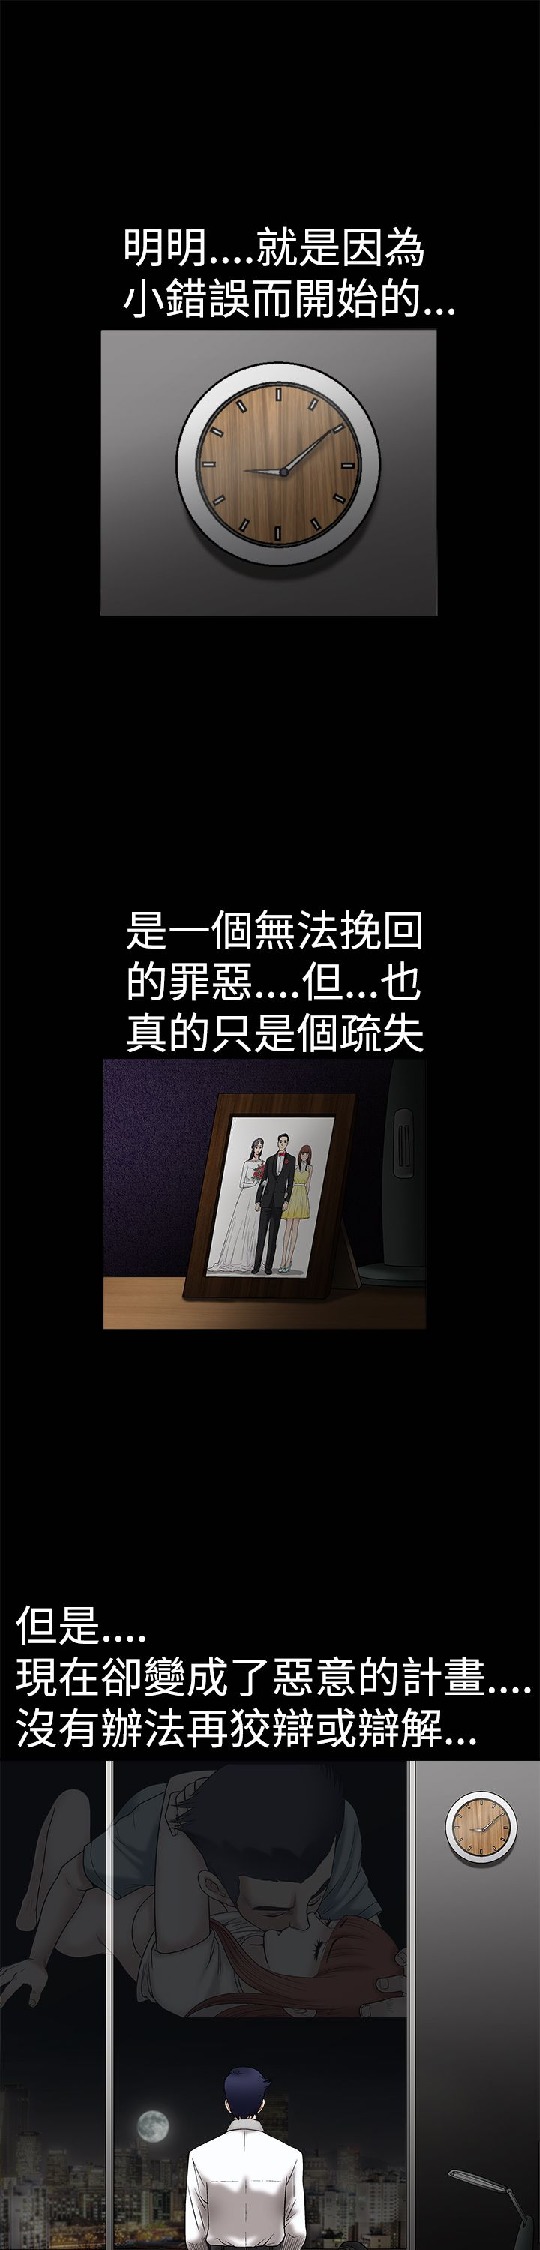 明明....就是因為
小錯誤而開始的...
是一個無法挽回
的罪惡....但...也
真的只是個疏失
但是....
現在卻變成了惡意的計畫....
沒有辦法再狡辯或辯解...